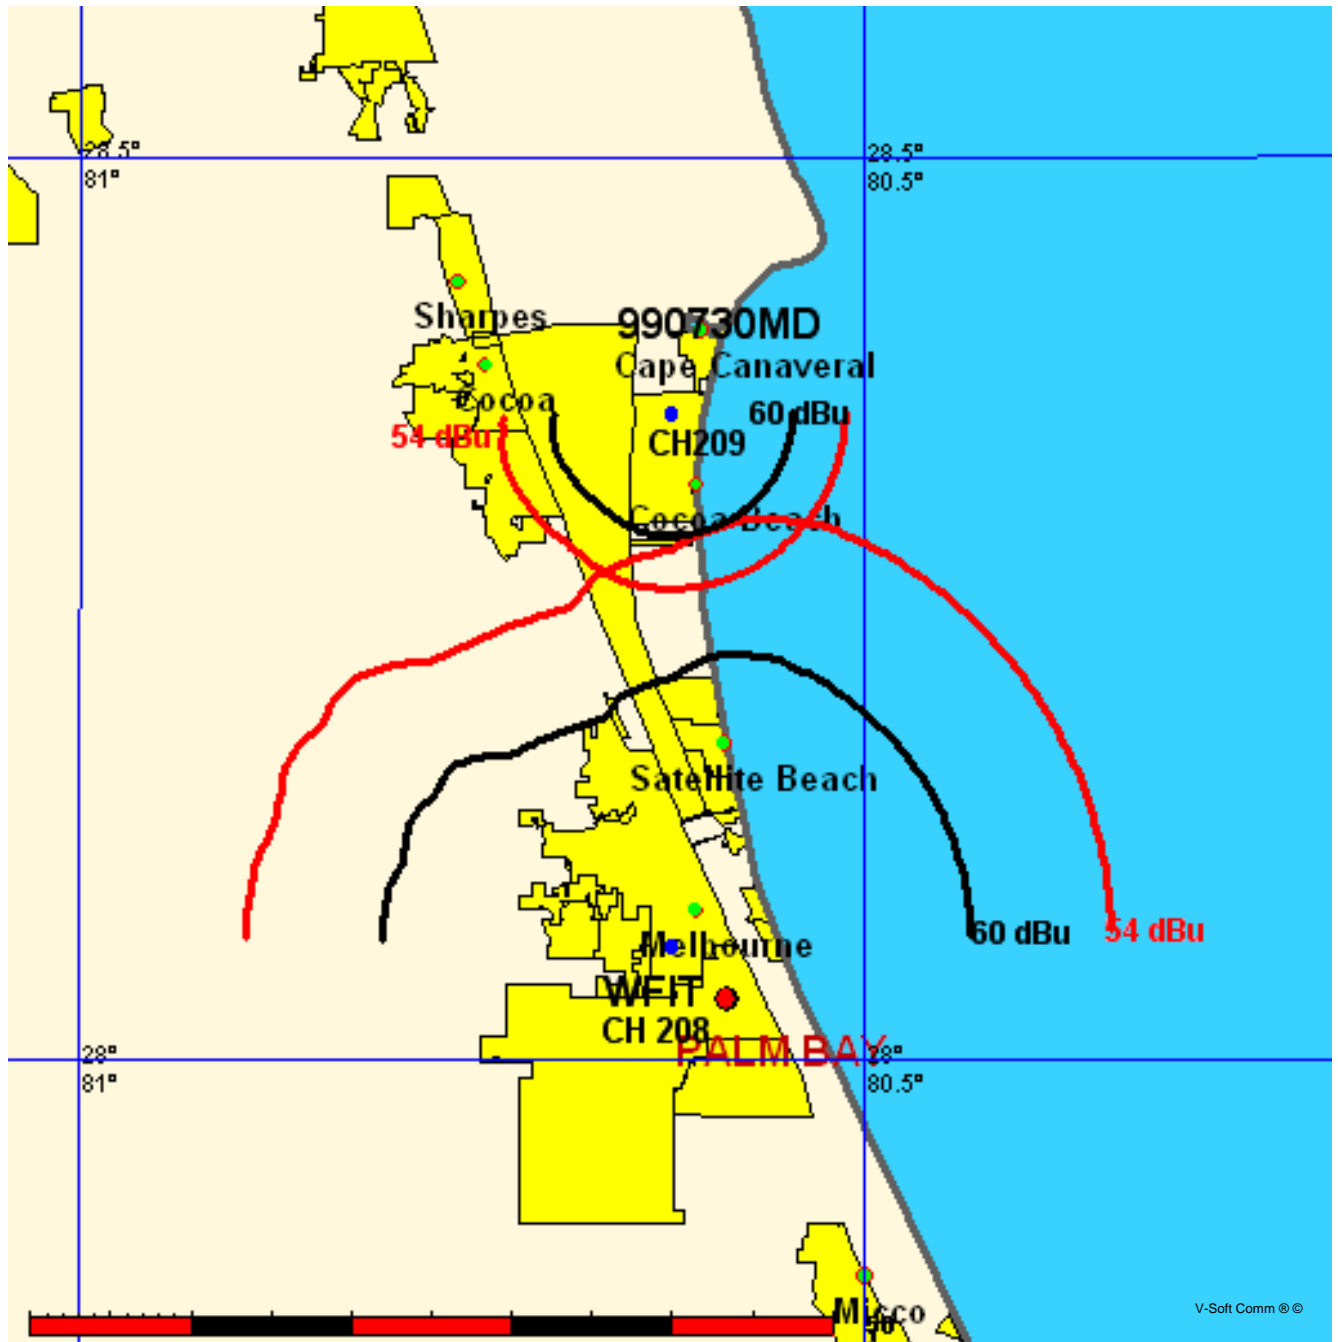 28.5°
81°
28.5°
80.5°
Sharpes
990730MD
Cape Canaveral
Cocoa
60 dBu
54 dBu
CH209
Cocoa Beach
Satellite Beach
60 dBu
54 dBu
Melbourne
WFIT
CH 208
PALM BAY
28°
81°
28°
80.5°
Micco
50
V-Soft Comm ® ©